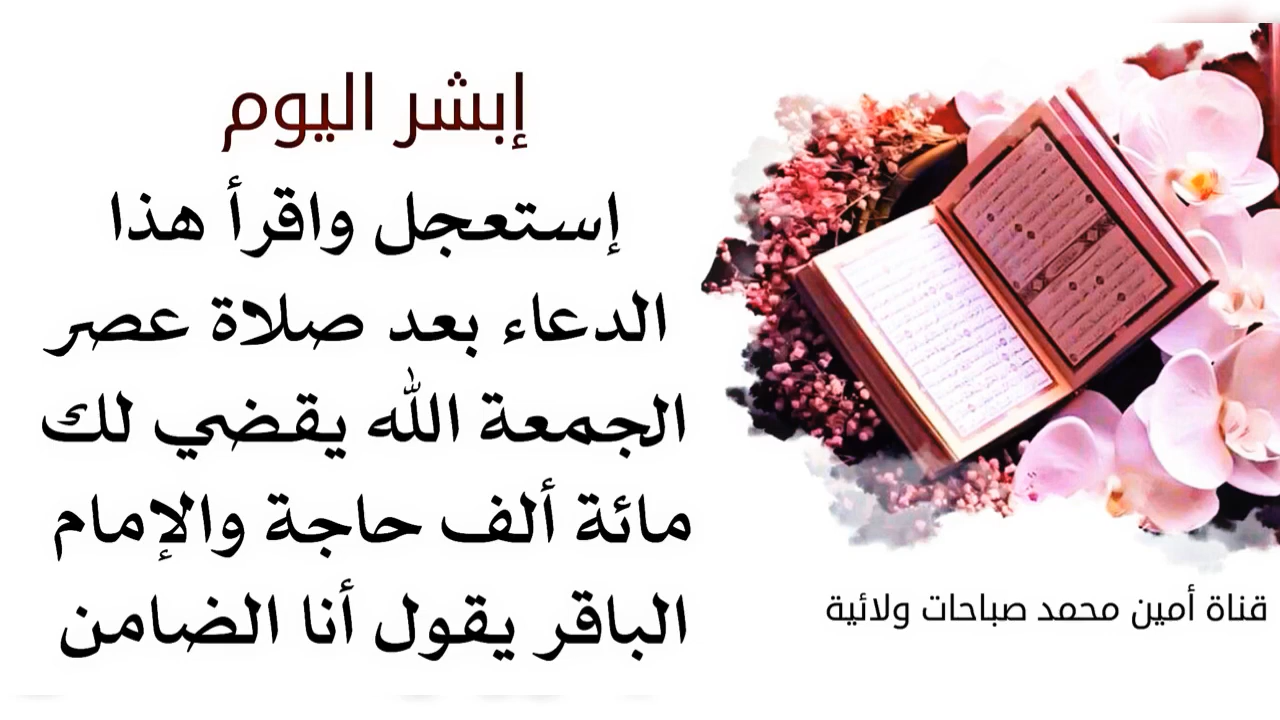 إبشر اليوم
إستعجل واقرأ هذا
الدعاء بعد صلاة عصر
الجمعة الله يقضي لك
مائة ألف حاجة والإمام
الباقر يقول أنا الضامن
قناة أمين محمد صباحات ولائية